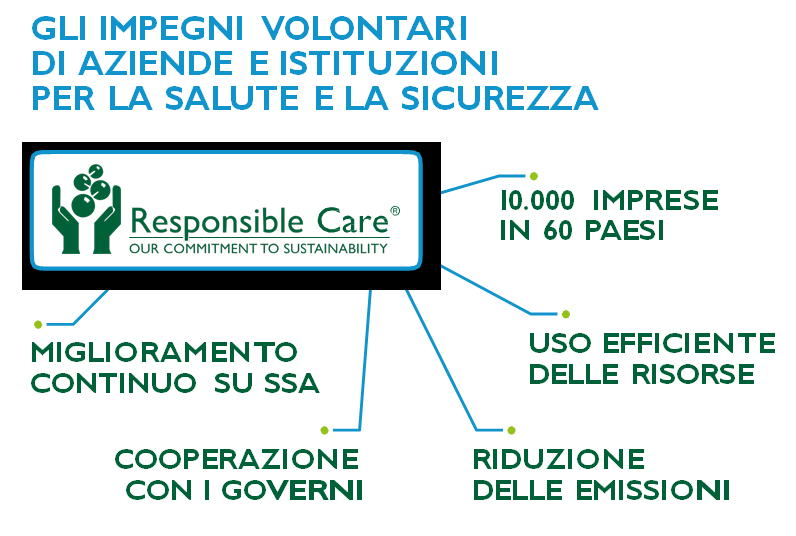 GLI IMPEGNI VOLONTARI
DI AZIENDE E ISTITUZIONI
PER LA SALUTE E LA SICUREZZA
Responsible Care®
OUR COMMITMENT TO SUSTAINABILITY
10.000 IMPRESE
IN 60 PAESI
USO EFFICIENTE
DELLE RISORSE
MIGLIORAMENTO
CONTINUO SU SSA
COOPERAZIONE
CON I GOVERNI
RIDUZIONE
DELLE EMISSIONI